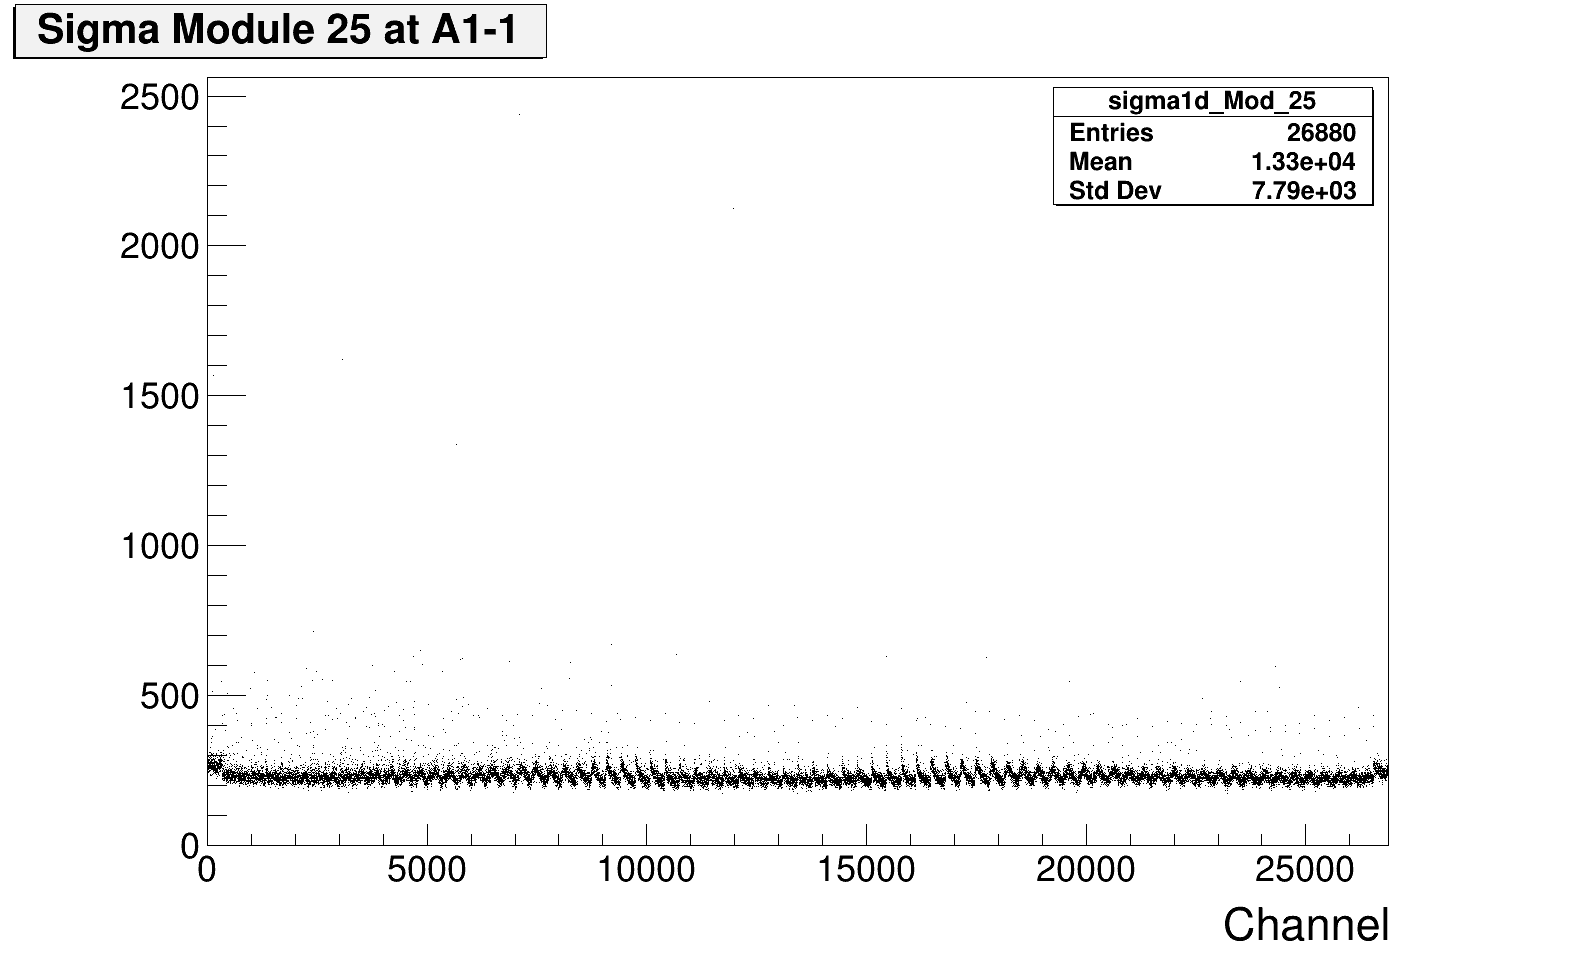 Sigma Module 25 at A1-1
sigma1d_Mod_25
Entries 26880
Mean 1.33e+04
Std Dev 7.79e+03
2500
2000
1500
1000
500
0
0 5000 10000 15000 20000 25000
Channel